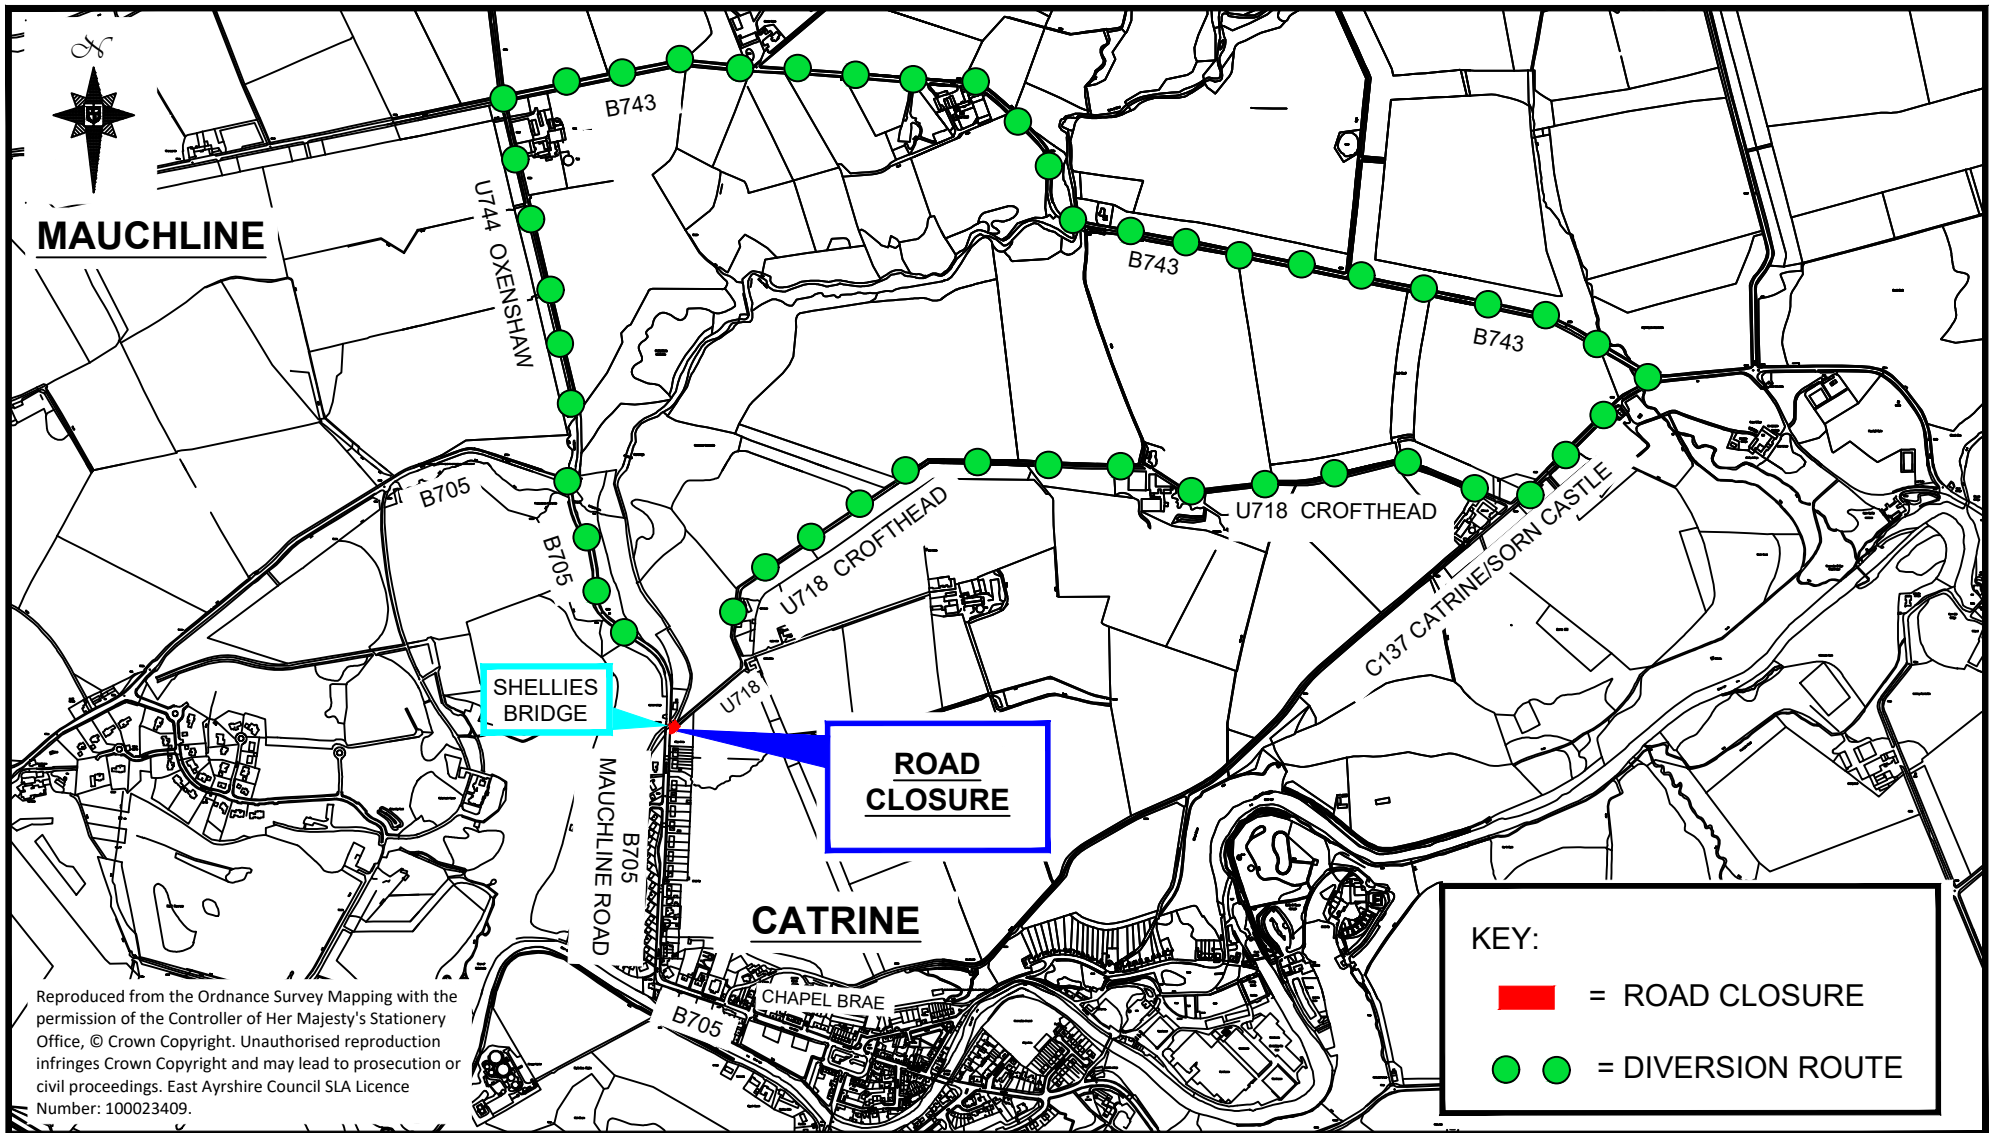 N
B743
U744 OXENSHAW
MAUCHLINE
B743
B743
B705
B705
U718 CROFTHEAD
U718 CROFTHEAD
C137 CATRINE/SORN CASTLE
SHELLIES
BRIDGE
U718
ROAD
CLOSURE
B705
MAUCHLINE ROAD
CATRINE
CHAPEL BRAE
B705
KEY:
= ROAD CLOSURE
= DIVERSION ROUTE
Reproduced from the Ordnance Survey Mapping with the
permission of the Controller of Her Majesty's Stationery
Office, © Crown Copyright. Unauthorised reproduction
infringes Crown Copyright and may lead to prosecution or
civil proceedings. East Ayrshire Council SLA Licence
Number: 100023409.